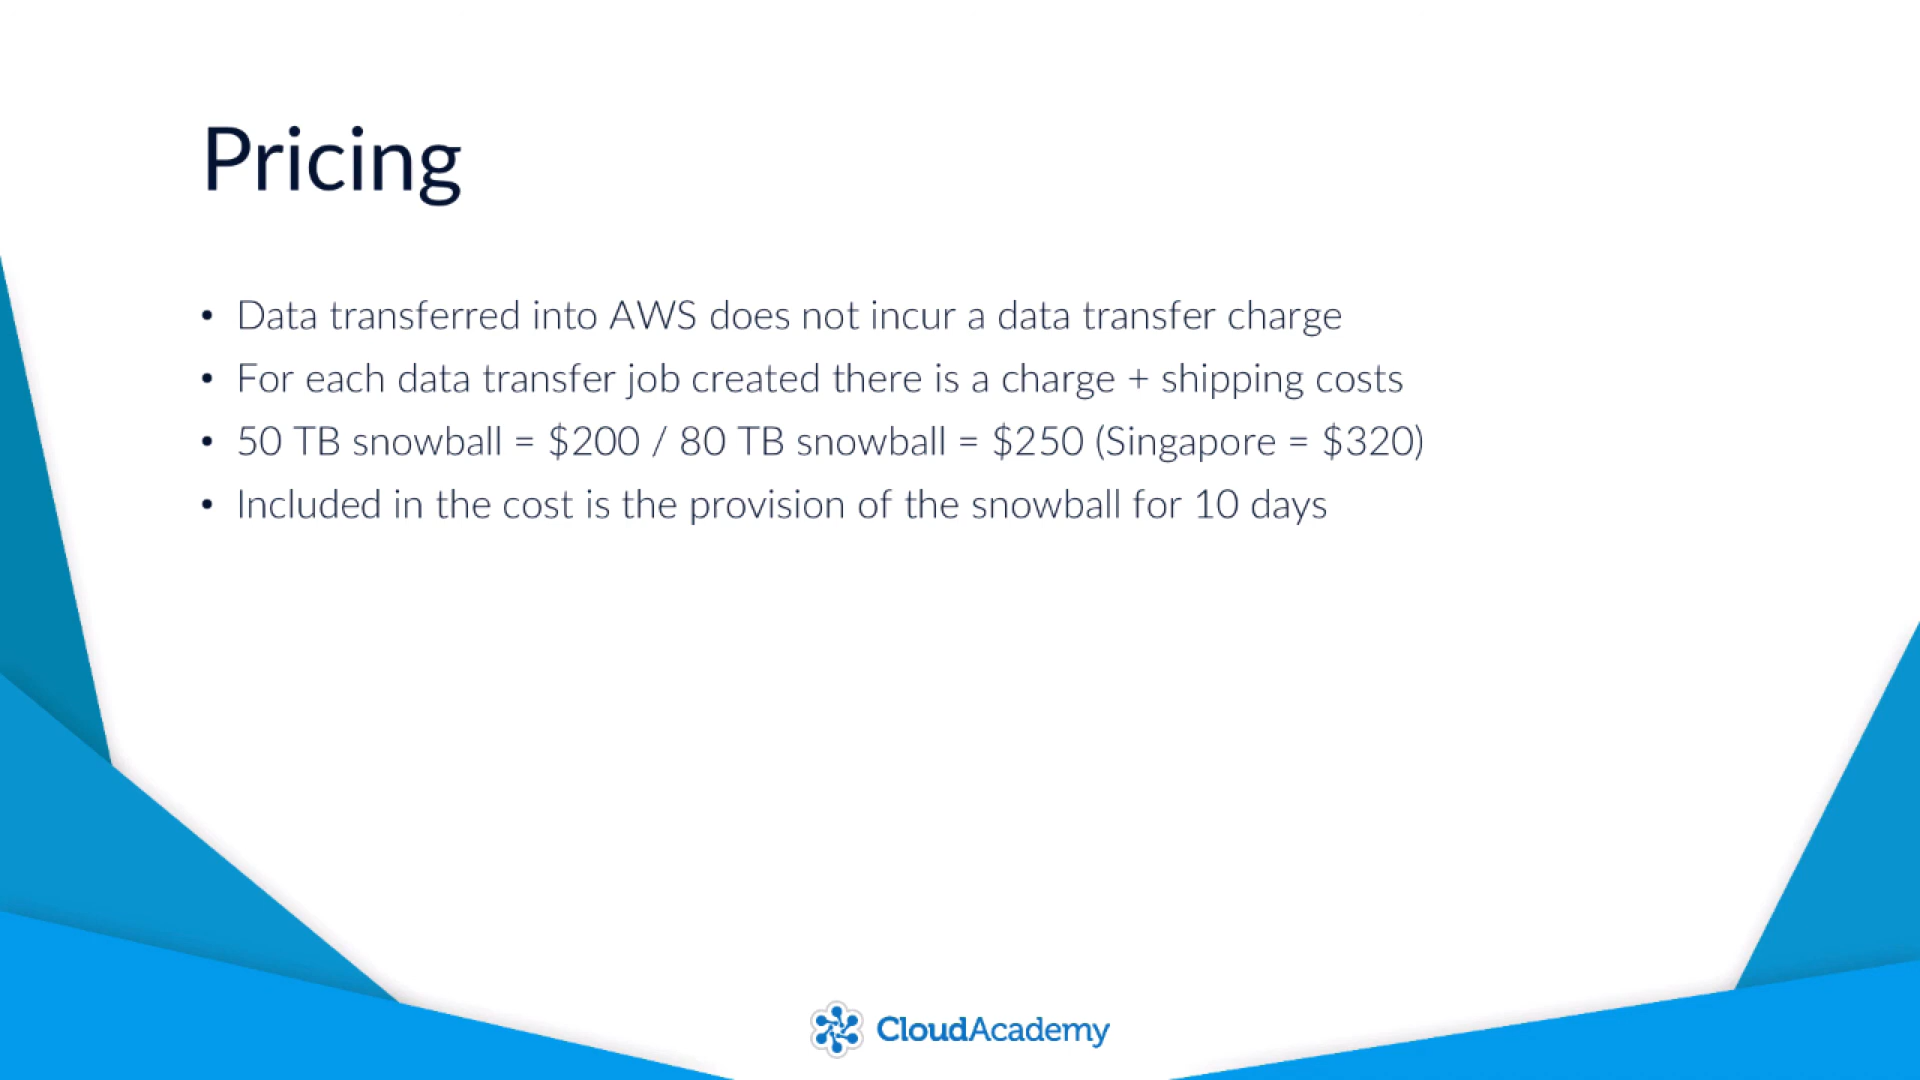 Pricing
• Data transferred into AWS does not incur a data transfer charge
• For each data transfer job created there is a charge + shipping costs
• 50 TB snowball = $200 / 80 TB snowball = $250 (Singapore = $320)
• Included in the cost is the provision of the snowball for 10 days
CloudAcademy